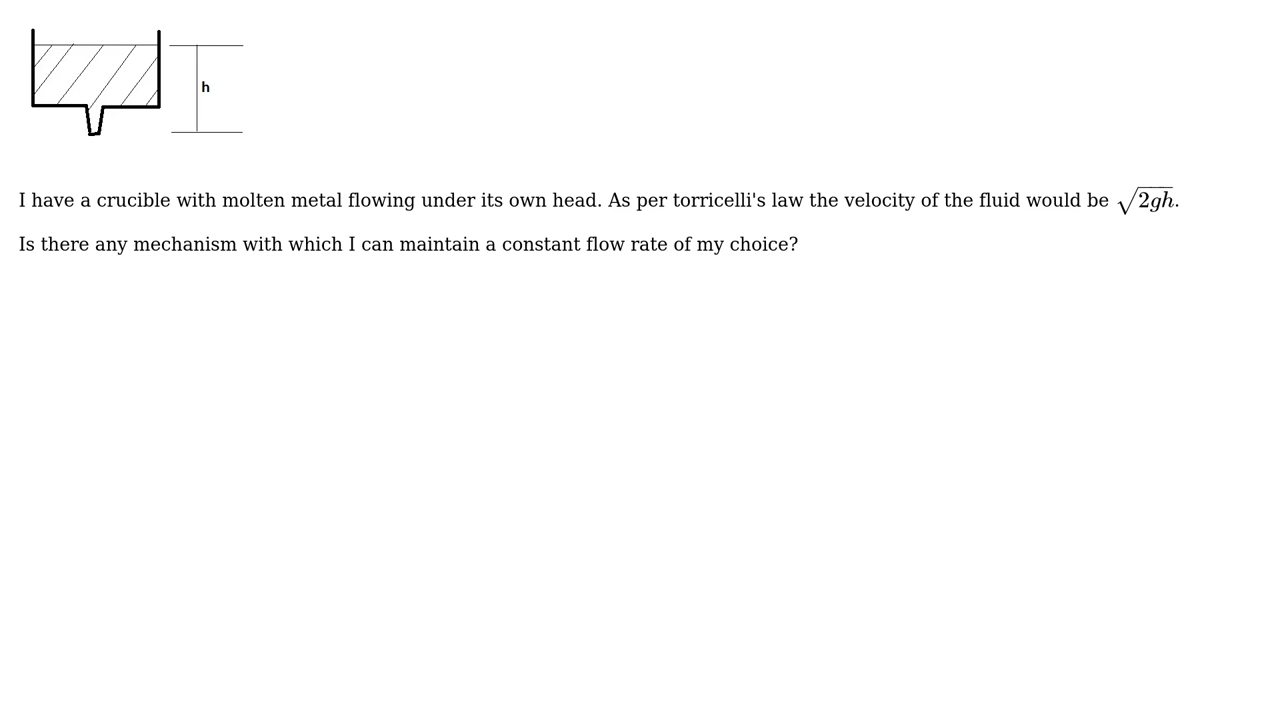 h
I have a crucible with molten metal flowing under its own head. As per torricelli's law the velocity of the fluid would be $\sqrt{2gh}$.
Is there any mechanism with which I can maintain a constant flow rate of my choice?